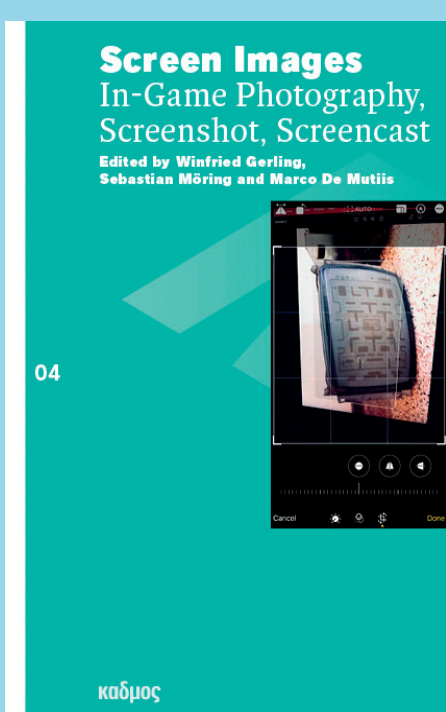 Screen Images
In-Game Photography,
Screenshot, Screencast
Edited by Winfried Gerling,
Sebastian Möring and Marco De Mutiis
AUTO
04
Cancel
Done
καδμος